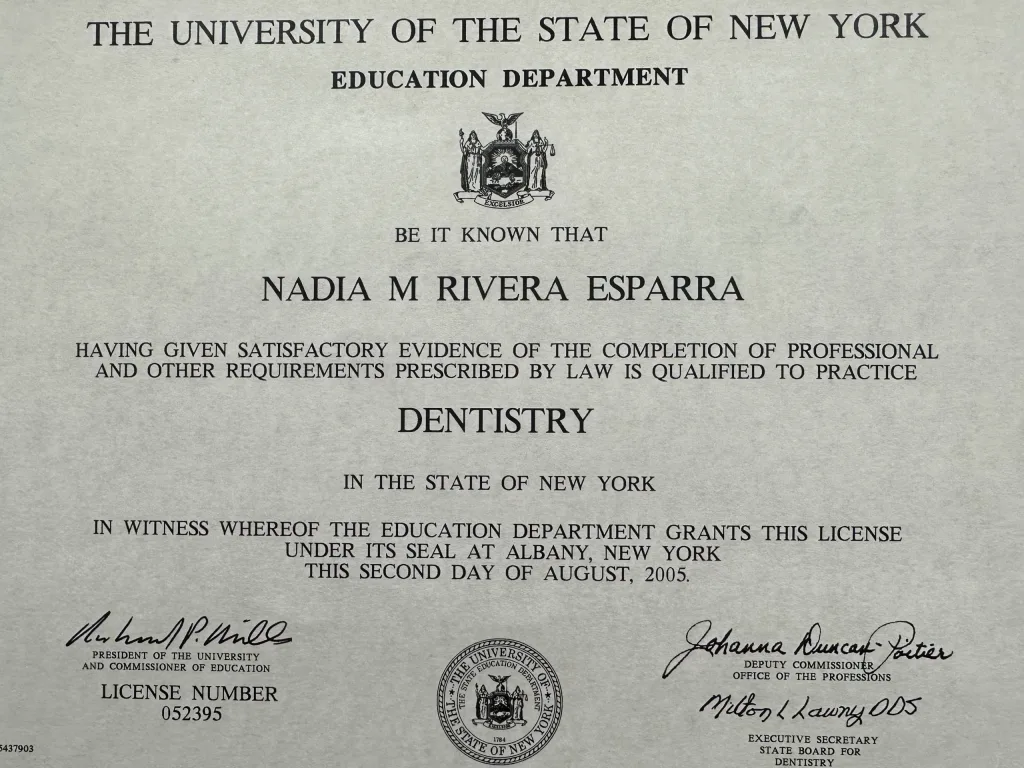 THE UNIVERSITY OF THE STATE OF NEW YORK
EDUCATION DEPARTMENT
EXCELSIOR
BE IT KNOWN THAT
NADIA M RIVERA ESPARRA
HAVING GIVEN SATISFACTORY EVIDENCE OF THE COMPLETION OF PROFESSIONAL
AND OTHER REQUIREMENTS PRESCRIBED BY LAW IS QUALIFIED TO PRACTICE
DENTISTRY
IN THE STATE OF NEW YORK
IN WITNESS WHEREOF THE EDUCATION DEPARTMENT GRANTS THIS LICENSE
UNDER ITS SEAL AT ALBANY, NEW YORK
THIS SECOND DAY OF AUGUST, 2005.
PRESIDENT OF THE UNIVERSITY
AND COMMISSIONER OF EDUCATION
LICENSE NUMBER
052395
5437903
THE UNIVERSITY OF THE STATE OF NEW YORK
THE STATE EDUCATION DEPARTMENT
1784
Johanna Duncan-Poitier
DEPUTY COMMISSIONER
OFFICE OF THE PROFESSIONS
Milton L Lawny DDS
EXECUTIVE SECRETARY
STATE BOARD FOR
DENTISTRY